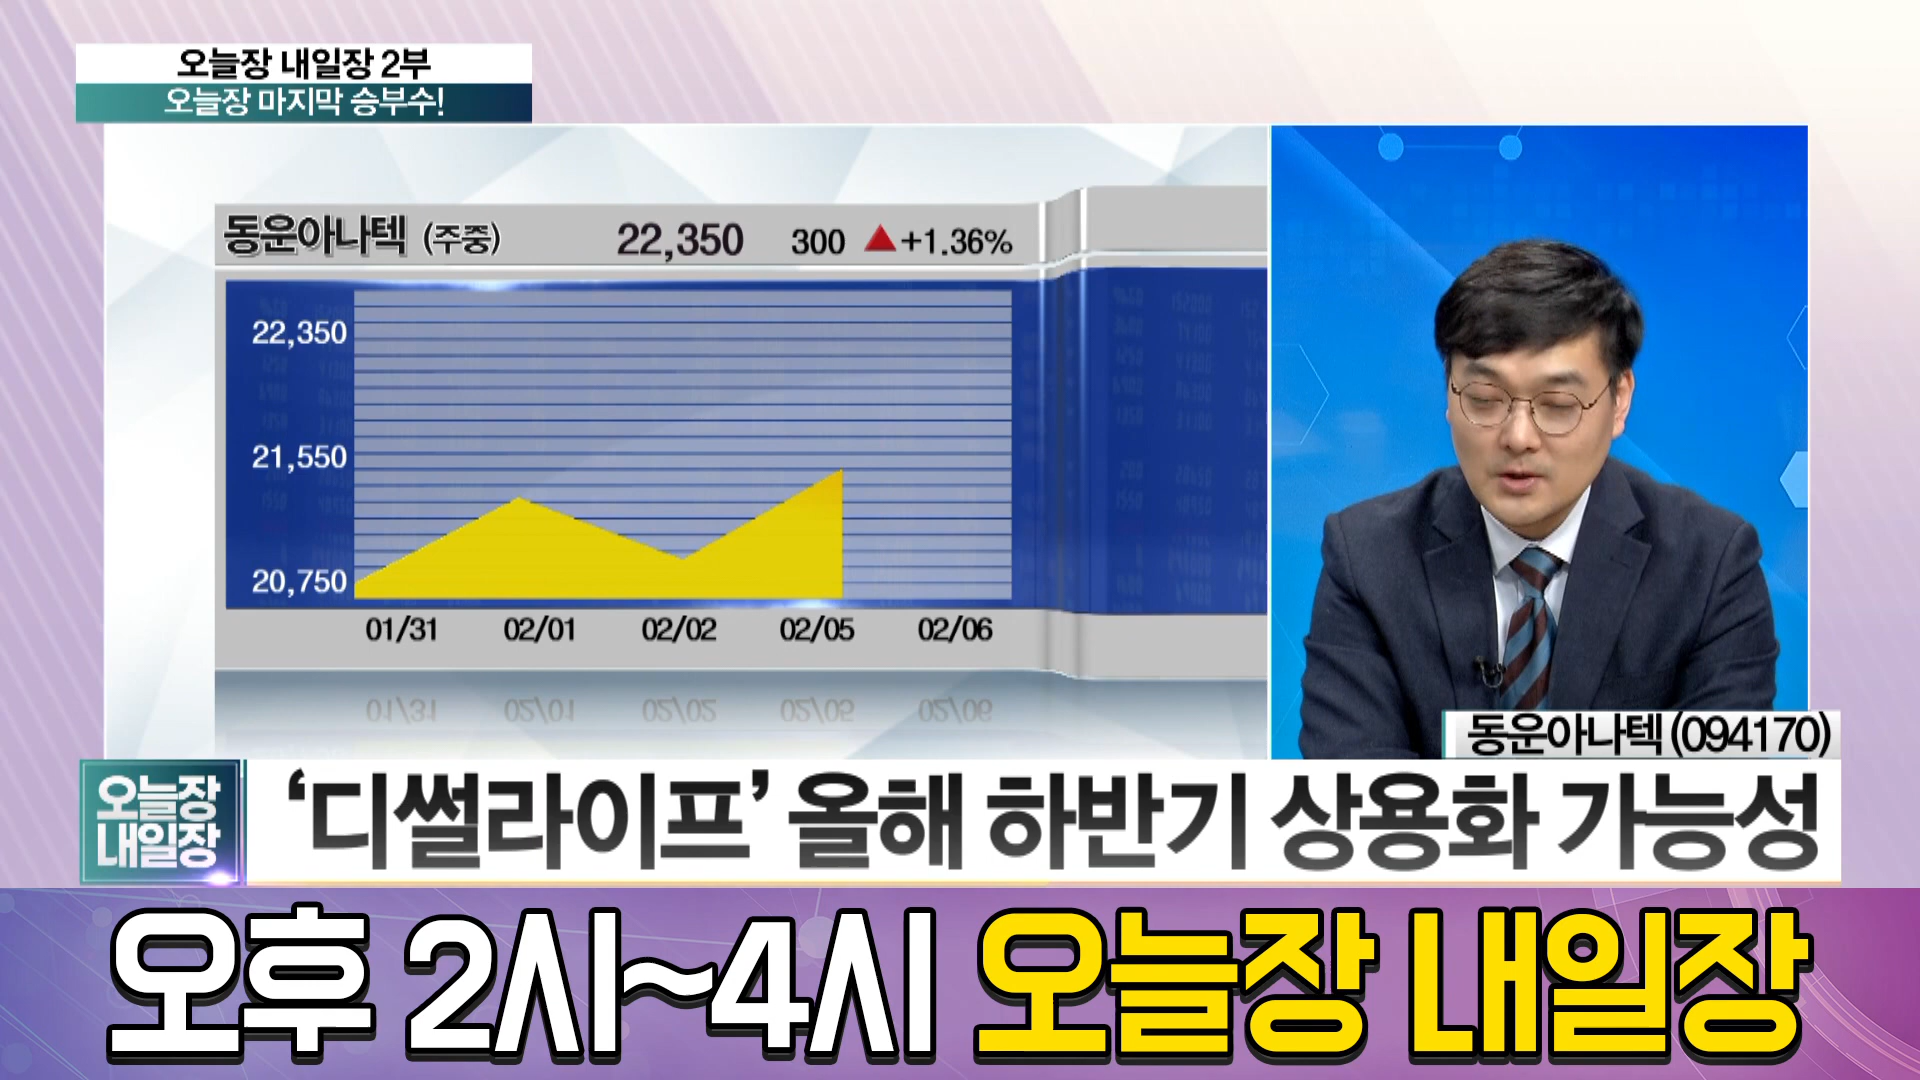 오늘장 내일장 2부
오늘장 마지막 승부수!
동운아나텍 (주중) 22,350 300 ▲+1.36%
22,350
21,550
20,750
01/31 02/01 02/02 02/05 02/06
동운아나텍(094170)
오늘장
내일장
‘디썰라이프’ 올해 하반기 상용화 가능성
오후 2시~4시 오늘장 내일장